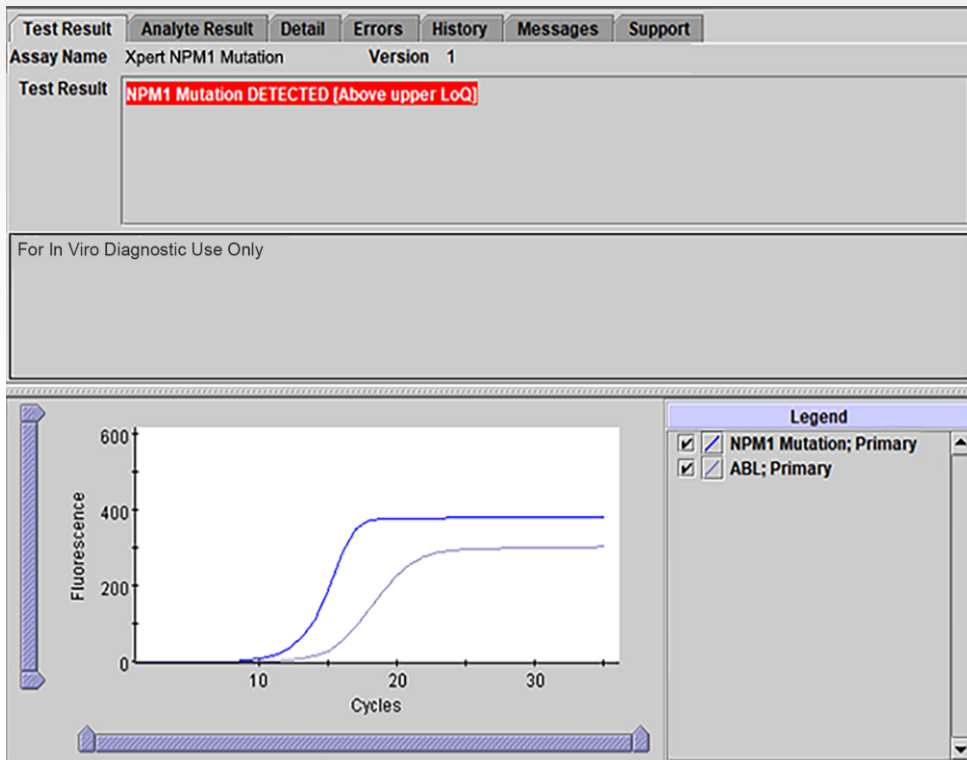 Test Result Analyte Result Detail Errors History Messages Support
Assay Name Xpert NPM1 Mutation Version 1
Test Result NPM1 Mutation DETECTED [Above upper LoQ]
For In Viro Diagnostic Use Only
Legend
NPM1 Mutation; Primary
ABL; Primary
600
400
200
0
Fluorescence
10 20 30
Cycles